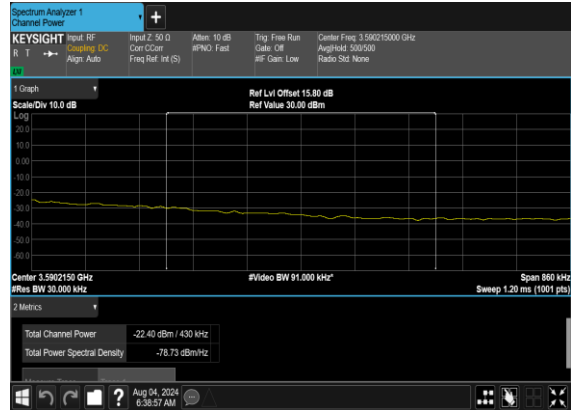 Spectrum Analyzer 1
Channel Power
KEYSIGHT Input: RF Input Z: 50 Ω Atten: 10 dB Trig: Free Run Center Freq: 3.590215000 GHz
R T Coupling: DC Corr CCorr #PNO: Fast Gate: Off Avg|Hold: 500/500
Align: Auto Freq Ref: Int (S) #IF Gain: Low Radio Std: None
1 Graph Ref Lvl Offset 15.80 dB
Scale/Div 10.0 dB Ref Value 30.00 dBm
Log
20.0
10.0
0.00
-10.0
-20.0
-30.0
-40.0
-50.0
-60.0
Center 3.5902150 GHz #Video BW 91.000 kHz* Span 860 kHz
#Res BW 30.000 kHz Sweep 1.20 ms (1001 pts)
2 Metrics
Total Channel Power -22.40 dBm / 430 kHz
Total Power Spectral Density -78.73 dBm/Hz
Aug 04, 2024
6:38:57 AM